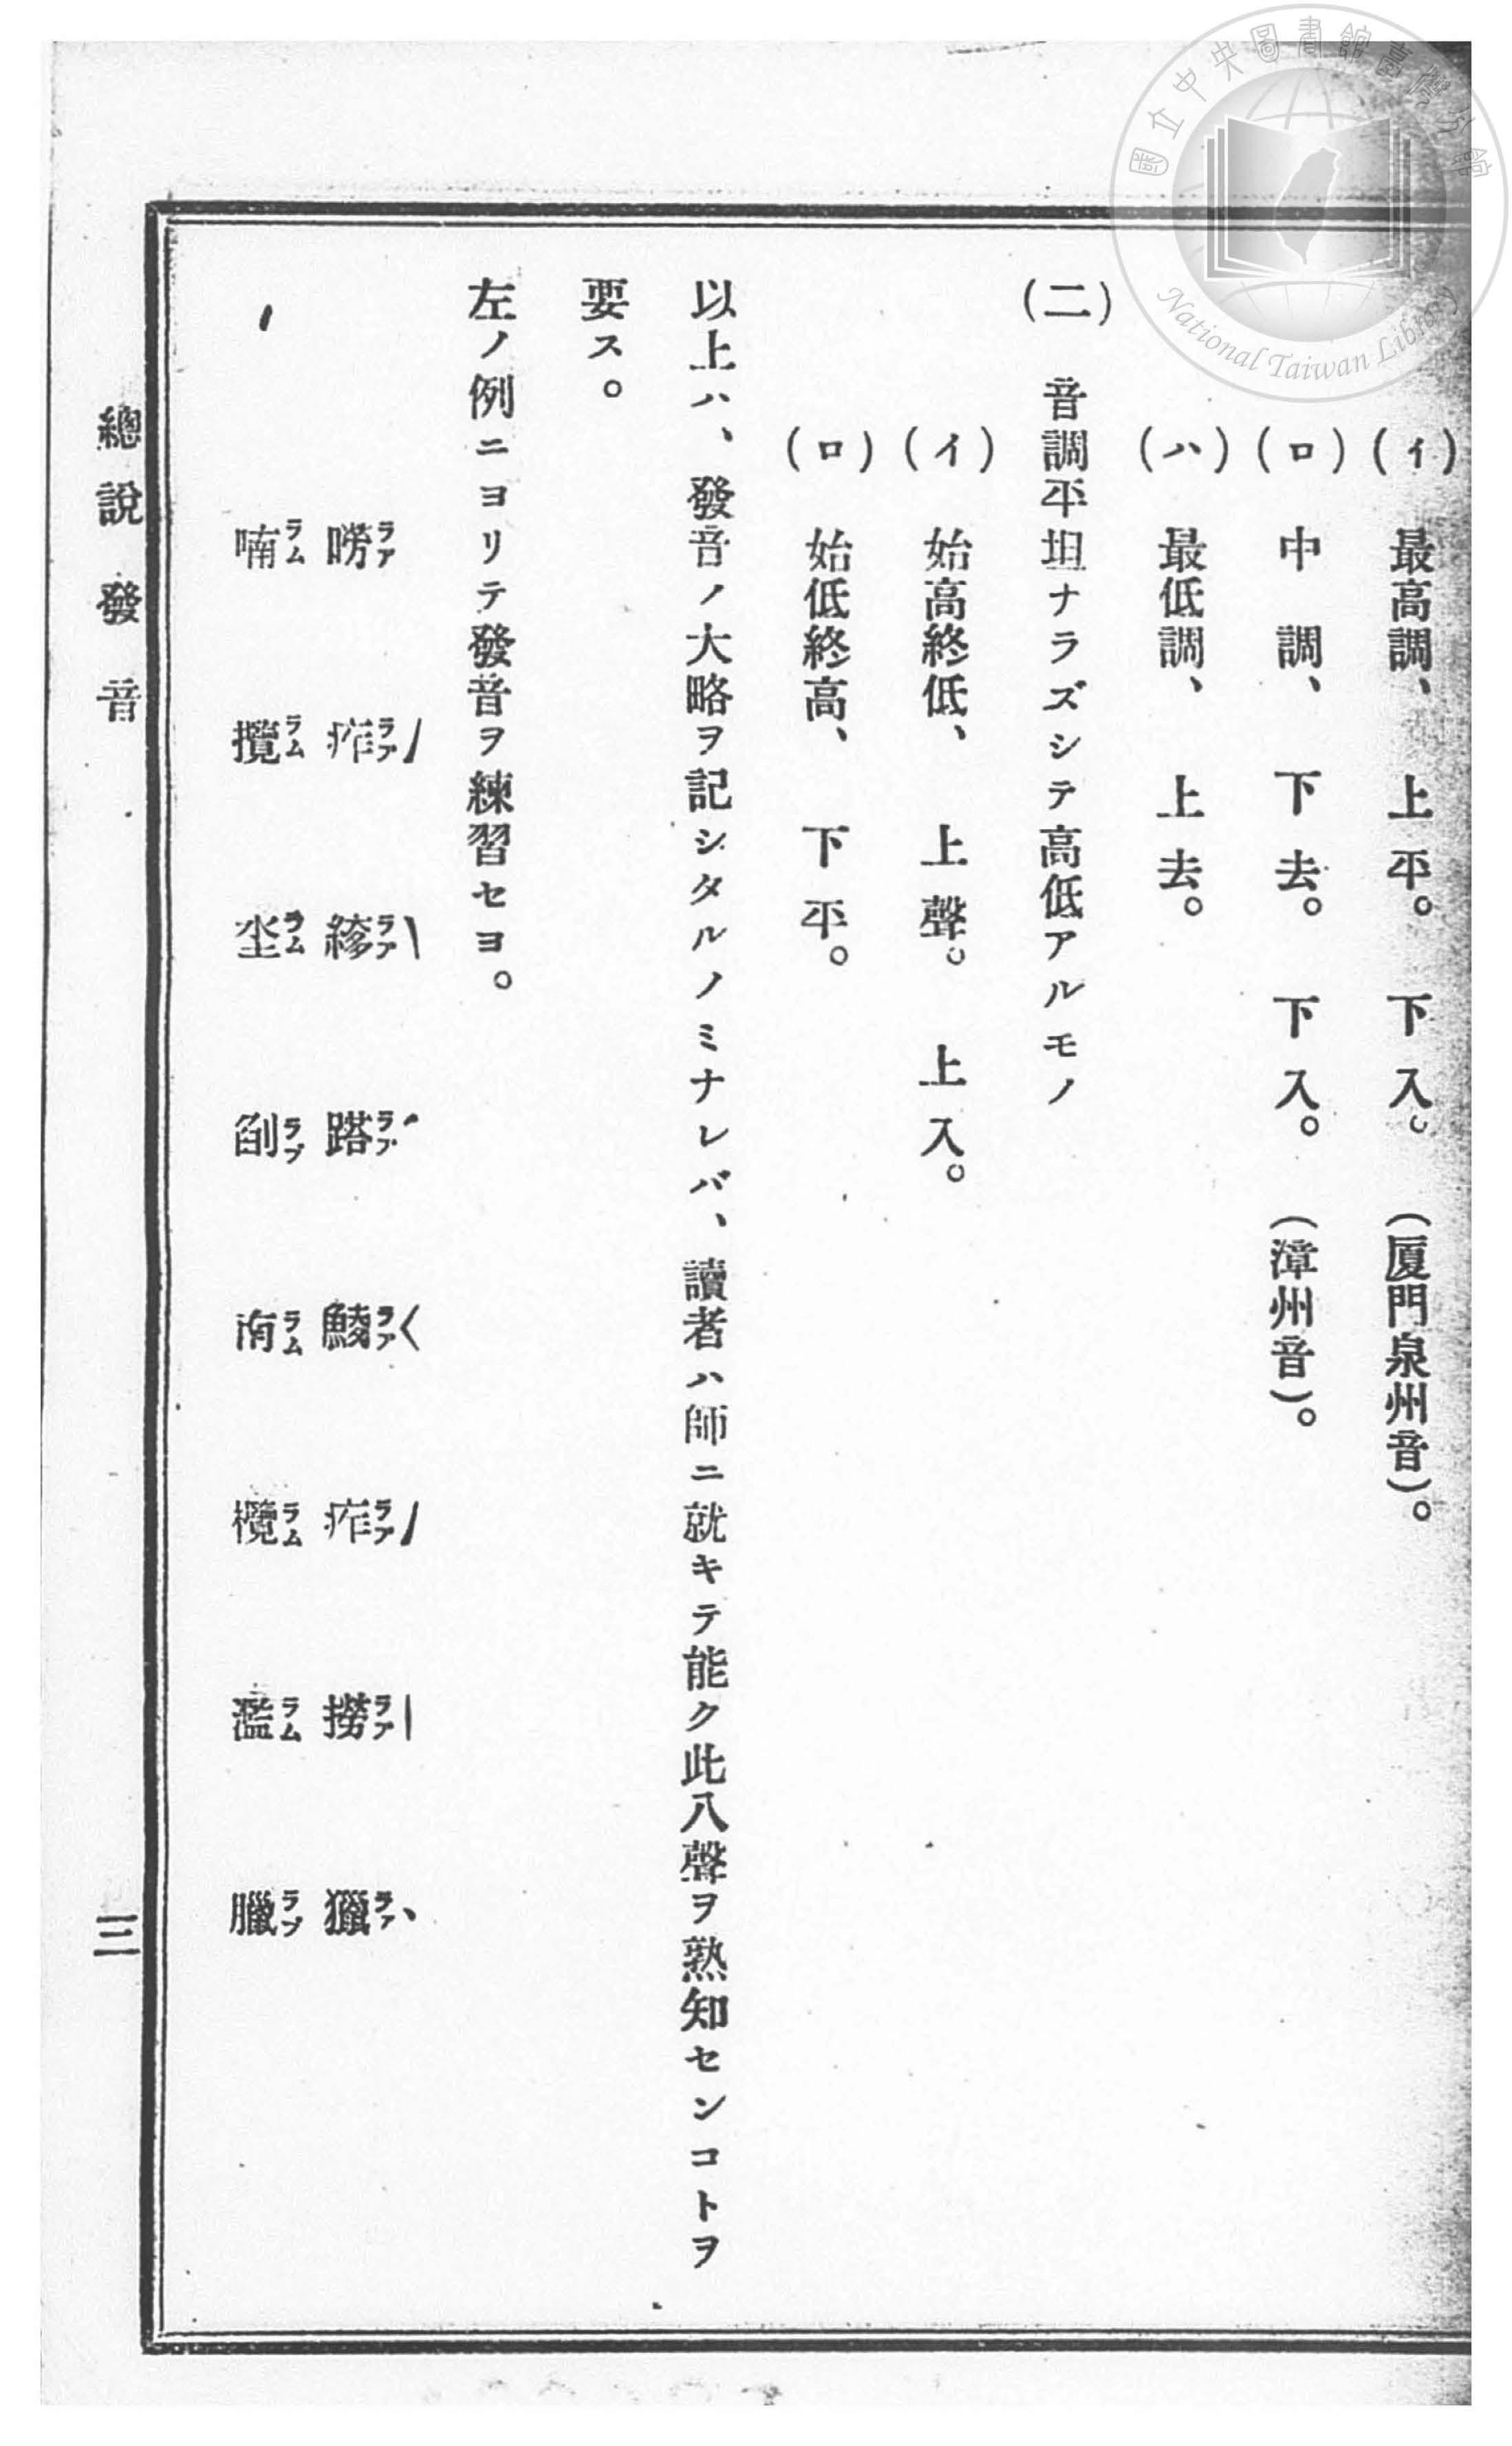 (イ) 最高調、 上平。 下入。 (厦門泉州音)。
(ロ) 中調、 下去。 下入。 (漳州音)。
(ハ) 最低調、 上去。
(二) 音調平坦ナラズシテ高低アルモノ
(イ) 始高終低、 上聲。 上入。
(ロ) 始低終高、 下平。
以上ハ、發音ノ大略ヲ記シタルノミナレバ、讀者ハ師ニ就キテ能ク此八聲ヲ熟知センコトヲ
要ス。
左ノ例ニヨリテ發音ヲ練習セヨ。
嘮ラア 痄ラア 縿ラア 踏ラア 鯪ラア 痄ラア 撈ラア 獵ラア
喃ラム 攬ラム ラム ラブ 南ラム 欖ラム 濫ラム 臘ラブ
總說 發音
三
國立中央圖書館臺灣分館
National Taiwan Library